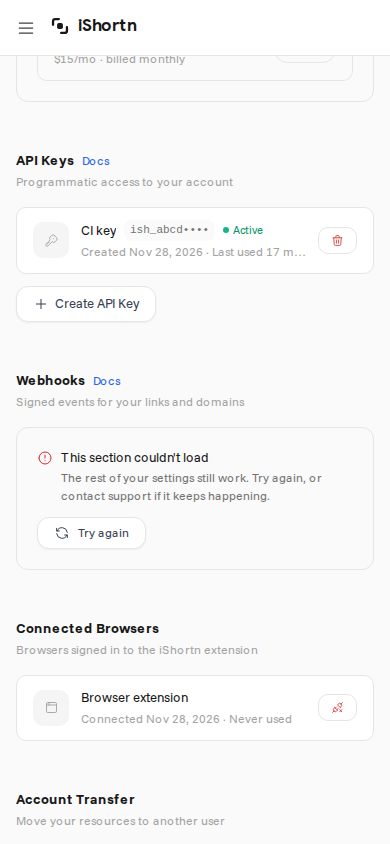 iShortn
$15/mo · billed monthly
API Keys Docs
Programmatic access to your account
CI key ish_abcd•••• Active
Created Nov 28, 2026 · Last used 17 m…
Create API Key
Webhooks Docs
Signed events for your links and domains
This section couldn't load
The rest of your settings still work. Try again, or
contact support if it keeps happening.
Try again
Connected Browsers
Browsers signed in to the iShortn extension
Browser extension
Connected Nov 28, 2026 · Never used
Account Transfer
Move your resources to another user